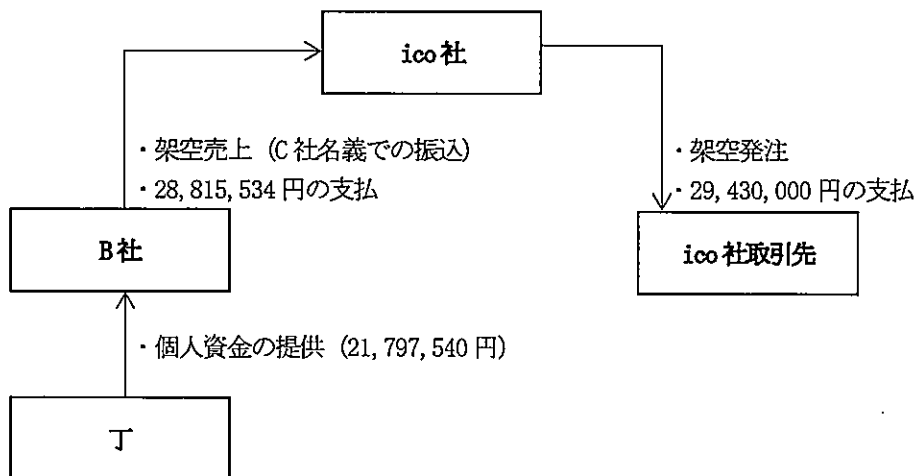 ico社
・架空売上 (C社名義での振込)
・28,815,534円の支払
・架空発注
・29,430,000円の支払
B社
ico社取引先
・個人資金の提供 (21,797,540円)
丁